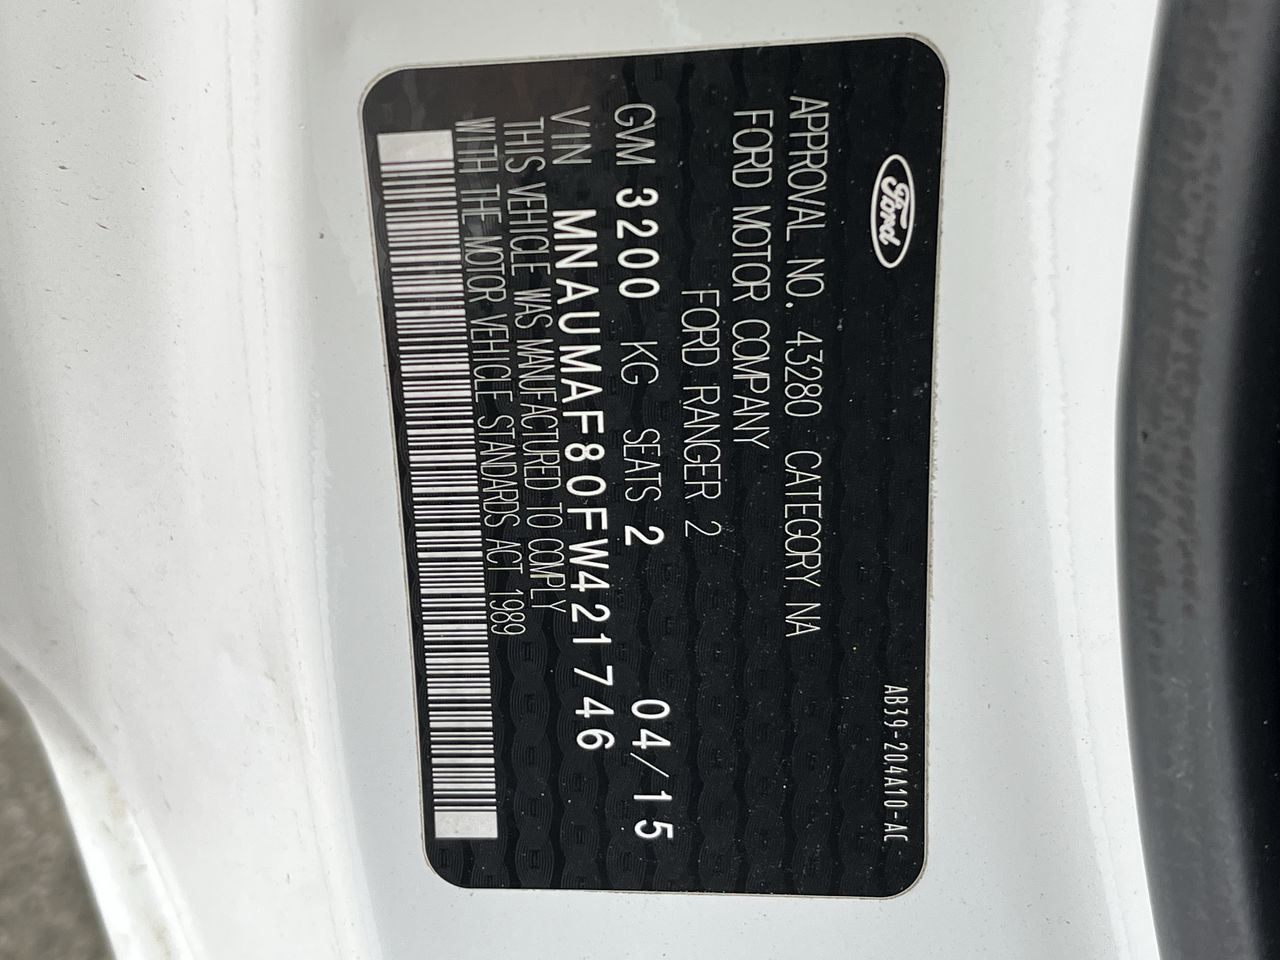 Ford
AB39-204A10-AC
APPROVAL NO. 43280 CATEGORY NA
FORD MOTOR COMPANY
FORD RANGER 2
GVM 3200 KG SEATS 2 04/15
VIN MNAUMAF80FW421746
THIS VEHICLE WAS MANUFACTURED TO COMPLY
WITH THE MOTOR VEHICLE STANDARDS ACT 1989